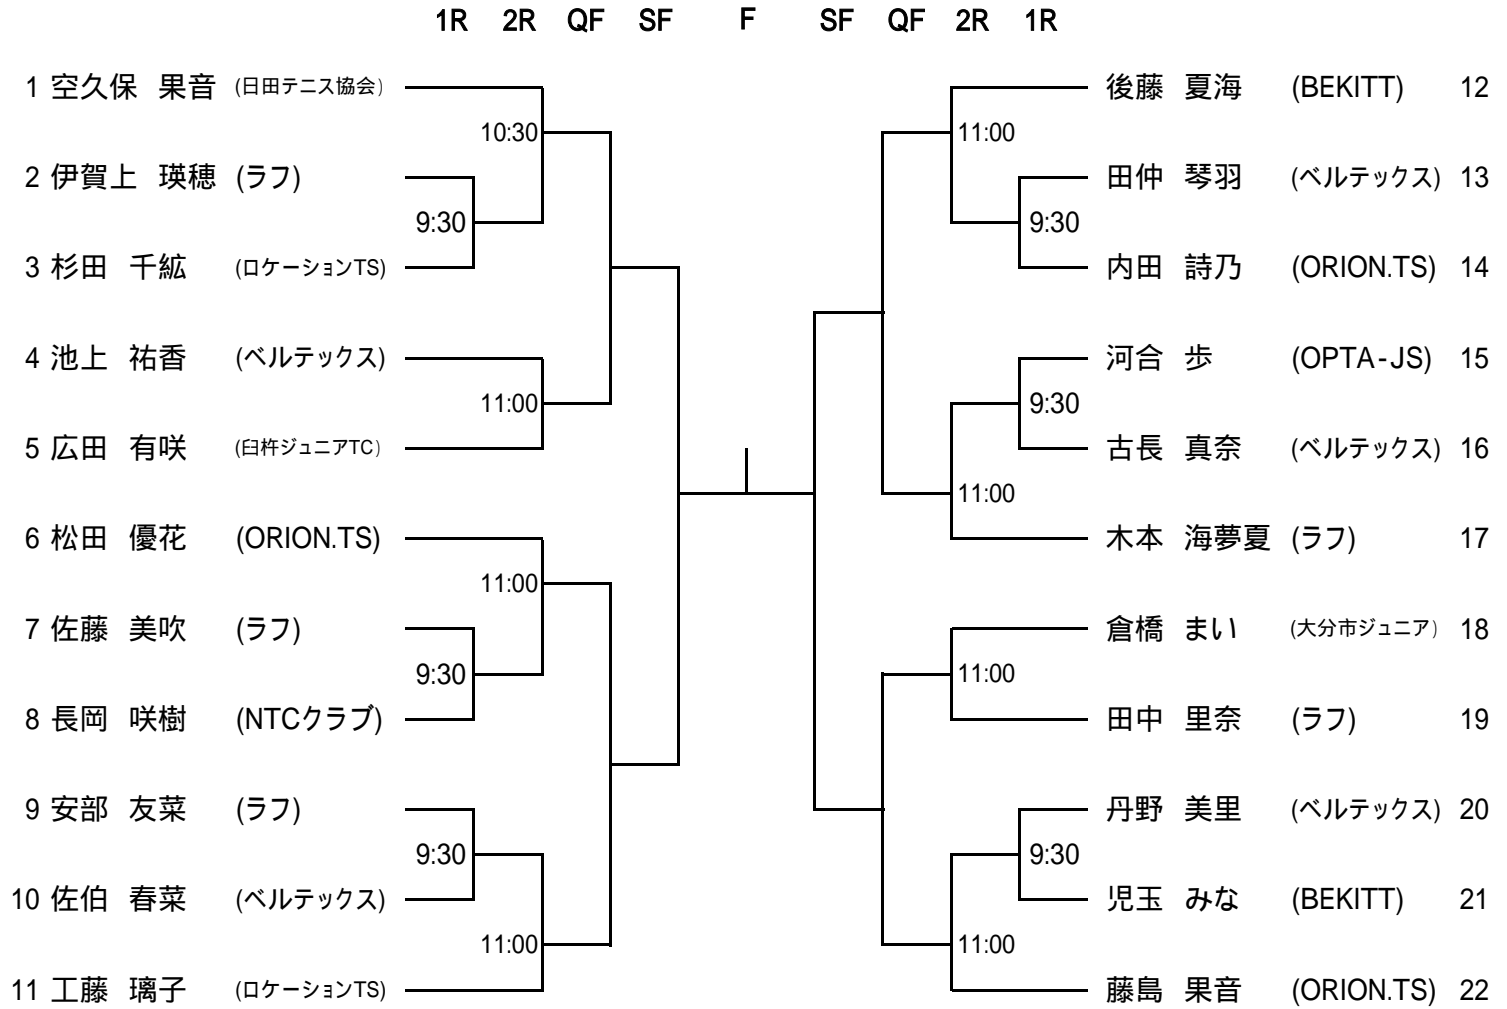 1R 2R QF SF F SF QF 2R 1R
1 空久保 果音 (日田テニス協会) 後藤 夏海 (BEKITT) 12
10:30 11:00
2 伊賀上 瑛穂 (ラフ) 田仲 琴羽 (ベルテックス) 13
9:30 9:30
3 杉田 千紘 (ロケーションTS) 内田 詩乃 (ORION.TS) 14
4 池上 祐香 (ベルテックス) 河合 歩 (OPTA-JS) 15
11:00 9:30
5 広田 有咲 (臼杵ジュニアTC) 古長 真奈 (ベルテックス) 16
11:00
6 松田 優花 (ORION.TS) 木本 海夢夏 (ラフ) 17
11:00
7 佐藤 美吹 (ラフ) 倉橋 まい (大分市ジュニア) 18
9:30 11:00
8 長岡 咲樹 (NTCクラブ) 田中 里奈 (ラフ) 19
9 安部 友菜 (ラフ) 丹野 美里 (ベルテックス) 20
9:30 9:30
10 佐伯 春菜 (ベルテックス) 児玉 みな (BEKITT) 21
11:00 11:00
11 工藤 璃子 (ロケーションTS) 藤島 果音 (ORION.TS) 22